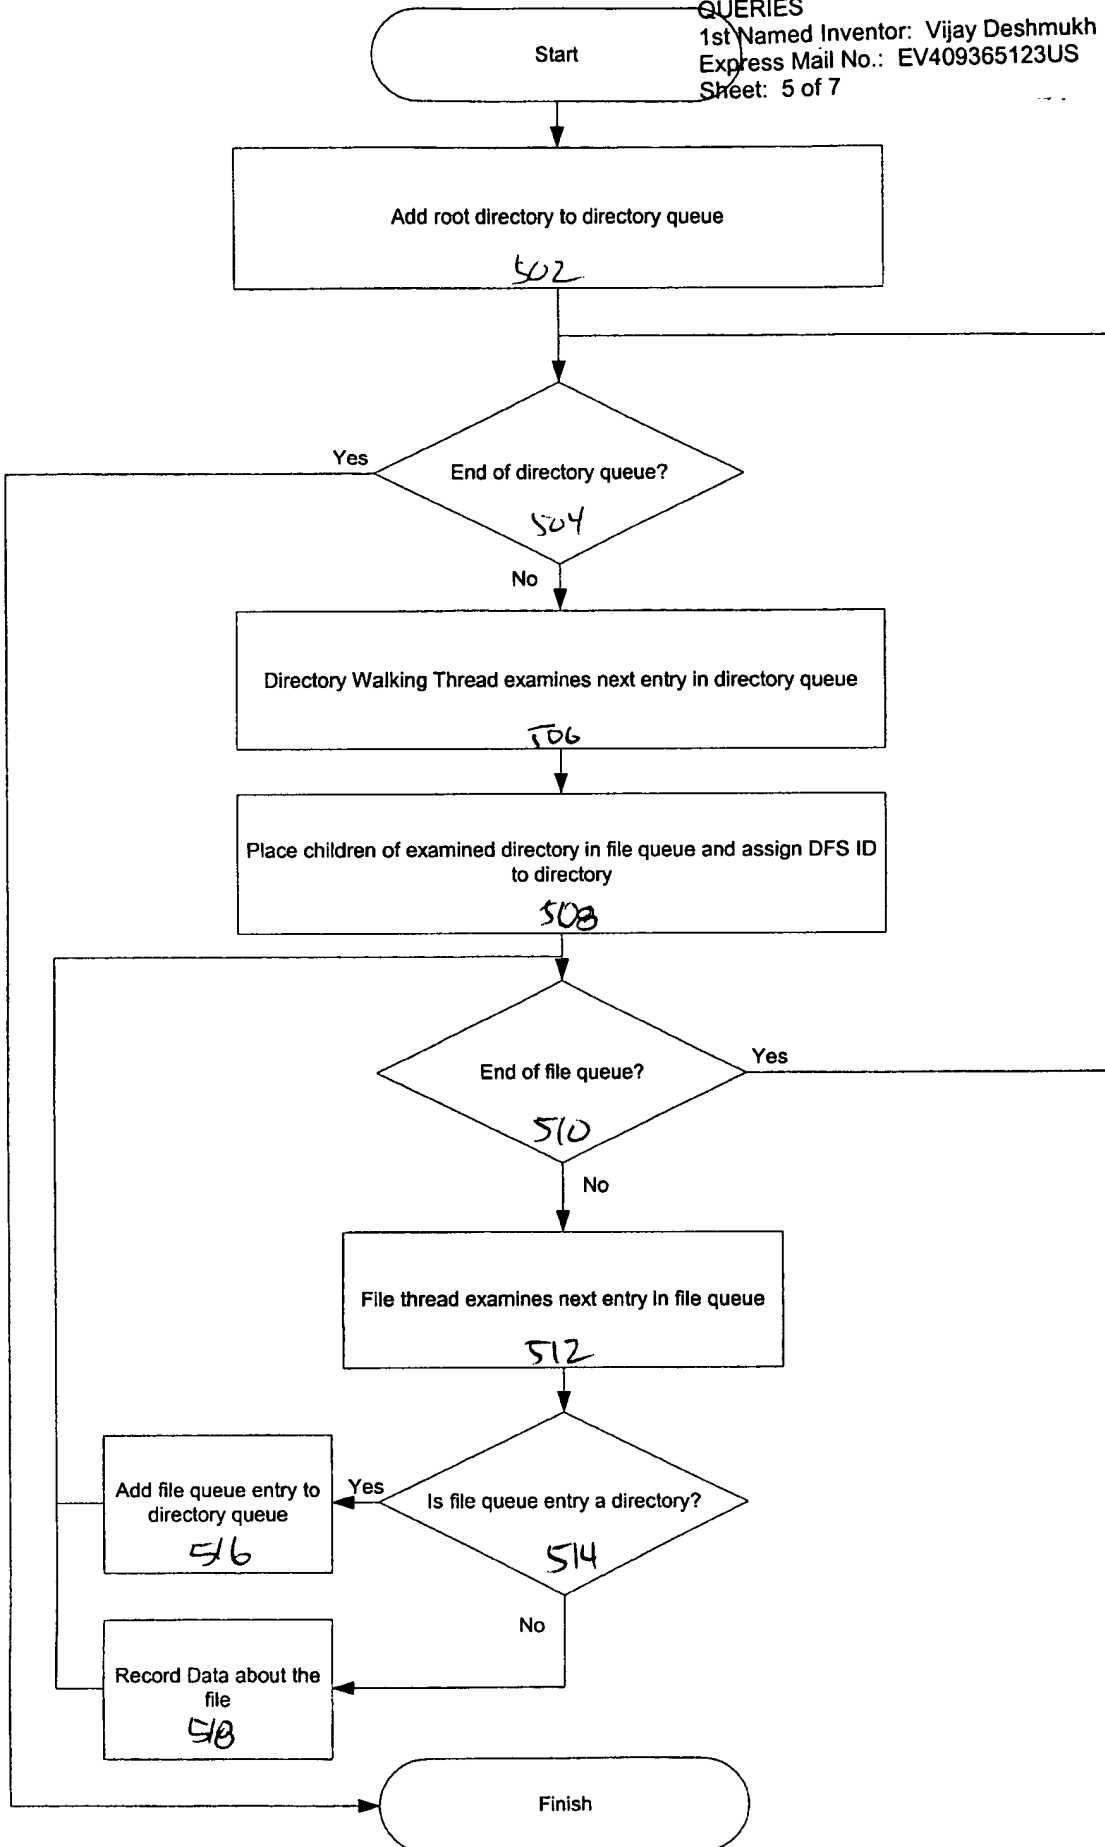 QUERIES
1st Named Inventor: Vijay Deshmukh
Express Mail No.: EV409365123US
Sheet: 5 of 7
Start
Add root directory to directory queue
502
Yes
End of directory queue?
504
No
Directory Walking Thread examines next entry in directory queue
506
Place children of examined directory in file queue and assign DFS ID
to directory
508
End of file queue?
Yes
510
No
File thread examines next entry in file queue
512
Add file queue entry to
directory queue
516
Yes
Is file queue entry a directory?
514
No
Record Data about the
file
518
Finish